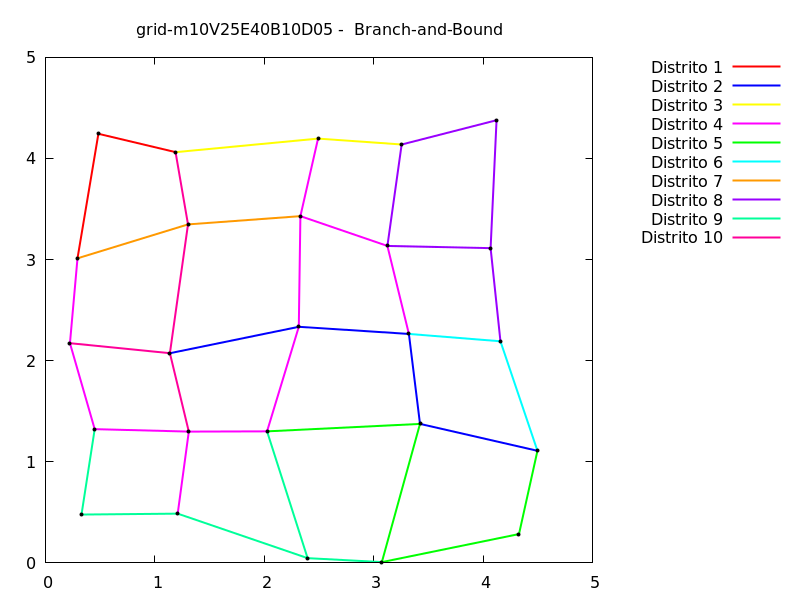 grid-m10V25E40B10D05 -  Branch-and-Bound
Distrito 1
Distrito 2
Distrito 3
Distrito 4
Distrito 5
Distrito 6
Distrito 7
Distrito 8
Distrito 9
Distrito 10
5
4
3
2
1
0
0 1 2 3 4 5